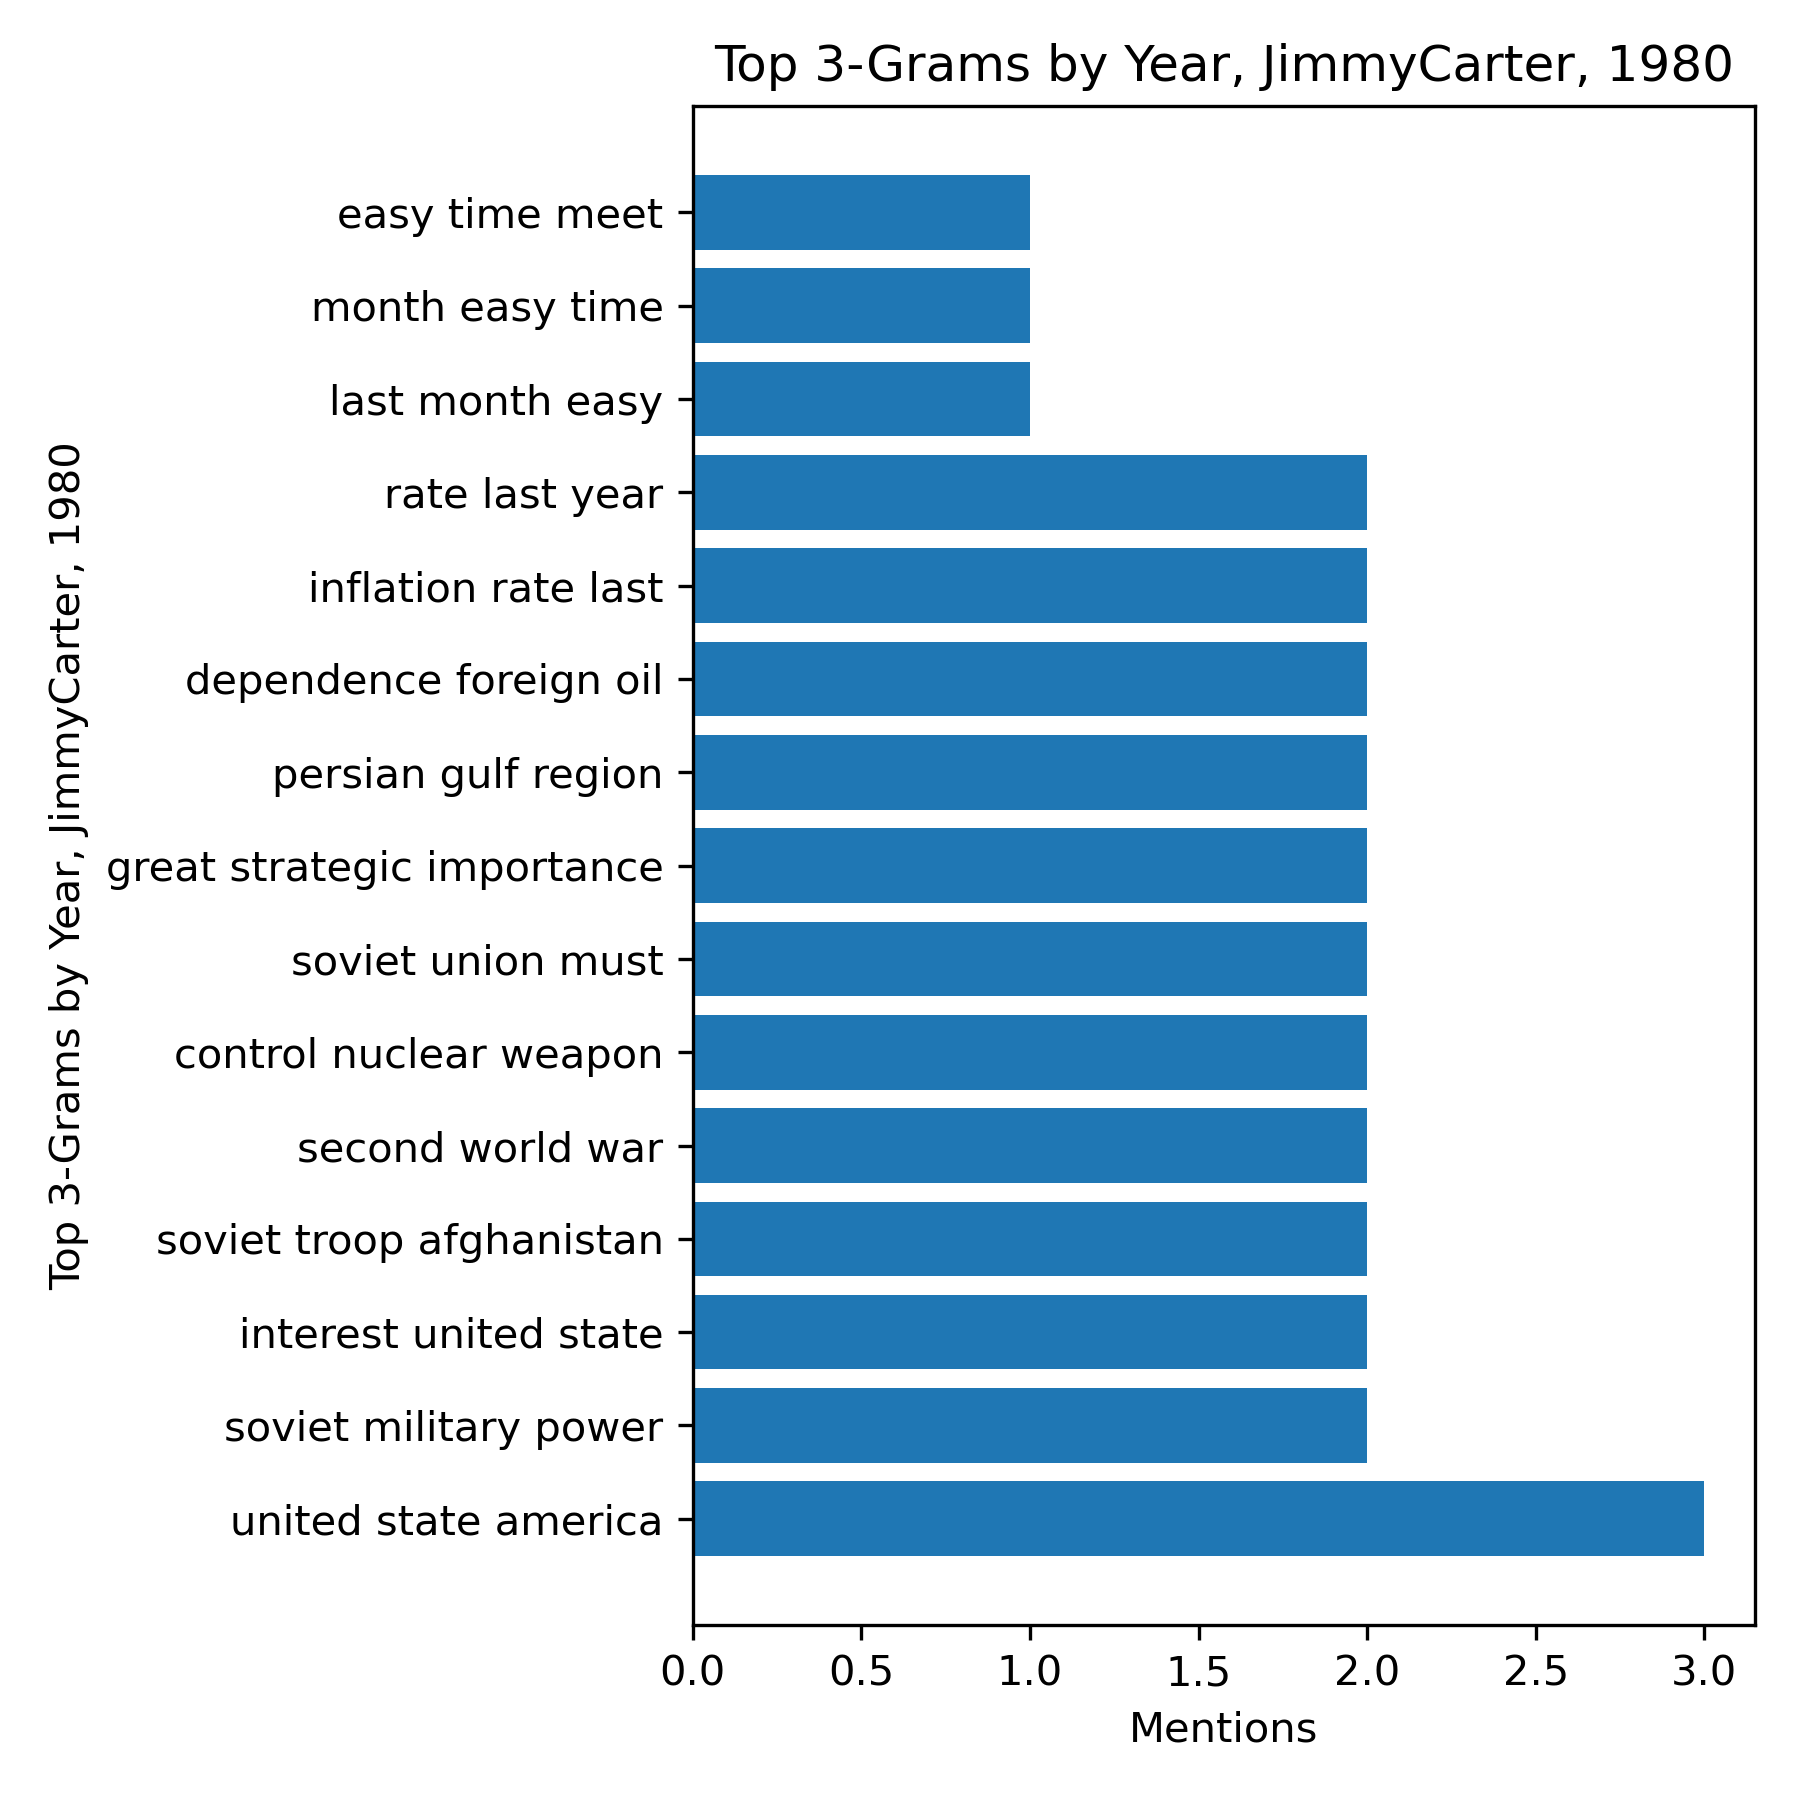 Top 3-Grams by Year, JimmyCarter, 1980
Top 3-Grams by Year, JimmyCarter, 1980
easy time meet
month easy time
last month easy
rate last year
inflation rate last
dependence foreign oil
persian gulf region
great strategic importance
soviet union must
control nuclear weapon
second world war
soviet troop afghanistan
interest united state
soviet military power
united state america
0.0 0.5 1.0 1.5 2.0 2.5 3.0
Mentions